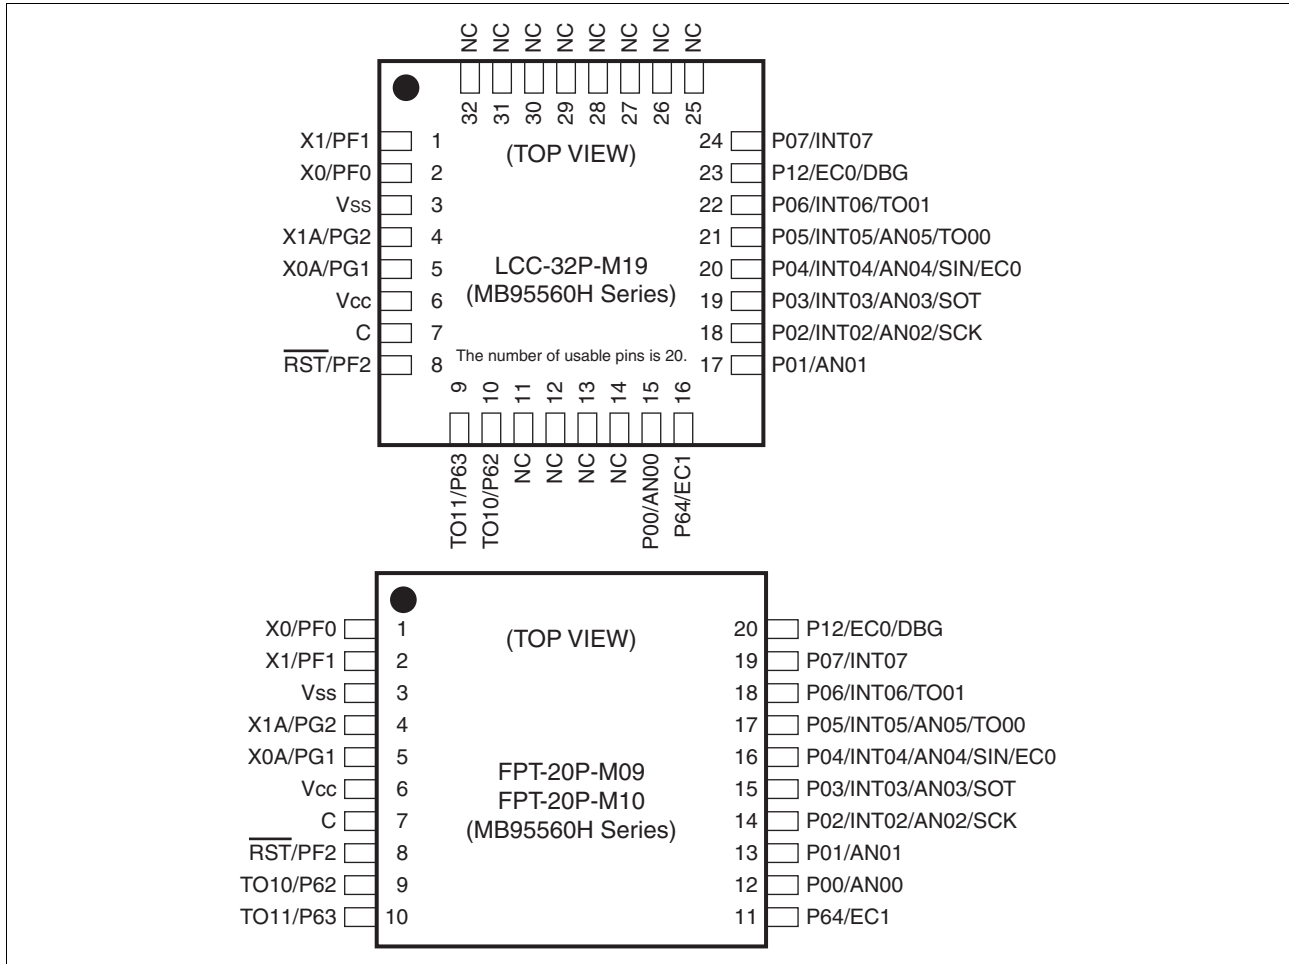 NC NC NC NC NC NC NC NC
32 31 30 29 28 27 26 25
(TOP VIEW)
X1/PF1 1
X0/PF0 2
Vss 3
X1A/PG2 4
X0A/PG1 5
Vcc 6
C 7
RST/PF2 8
LCC-32P-M19
(MB95560H Series)
The number of usable pins is 20.
24 P07/INT07
23 P12/EC0/DBG
22 P06/INT06/TO01
21 P05/INT05/AN05/TO00
20 P04/INT04/AN04/SIN/EC0
19 P03/INT03/AN03/SOT
18 P02/INT02/AN02/SCK
17 P01/AN01
9 10 11 12 13 14 15 16
TO11/P63 TO10/P62 NC NC NC NC P00/AN00 P64/EC1
(TOP VIEW)
X0/PF0 1
X1/PF1 2
Vss 3
X1A/PG2 4
X0A/PG1 5
Vcc 6
C 7
RST/PF2 8
TO10/P62 9
TO11/P63 10
FPT-20P-M09
FPT-20P-M10
(MB95560H Series)
20 P12/EC0/DBG
19 P07/INT07
18 P06/INT06/TO01
17 P05/INT05/AN05/TO00
16 P04/INT04/AN04/SIN/EC0
15 P03/INT03/AN03/SOT
14 P02/INT02/AN02/SCK
13 P01/AN01
12 P00/AN00
11 P64/EC1